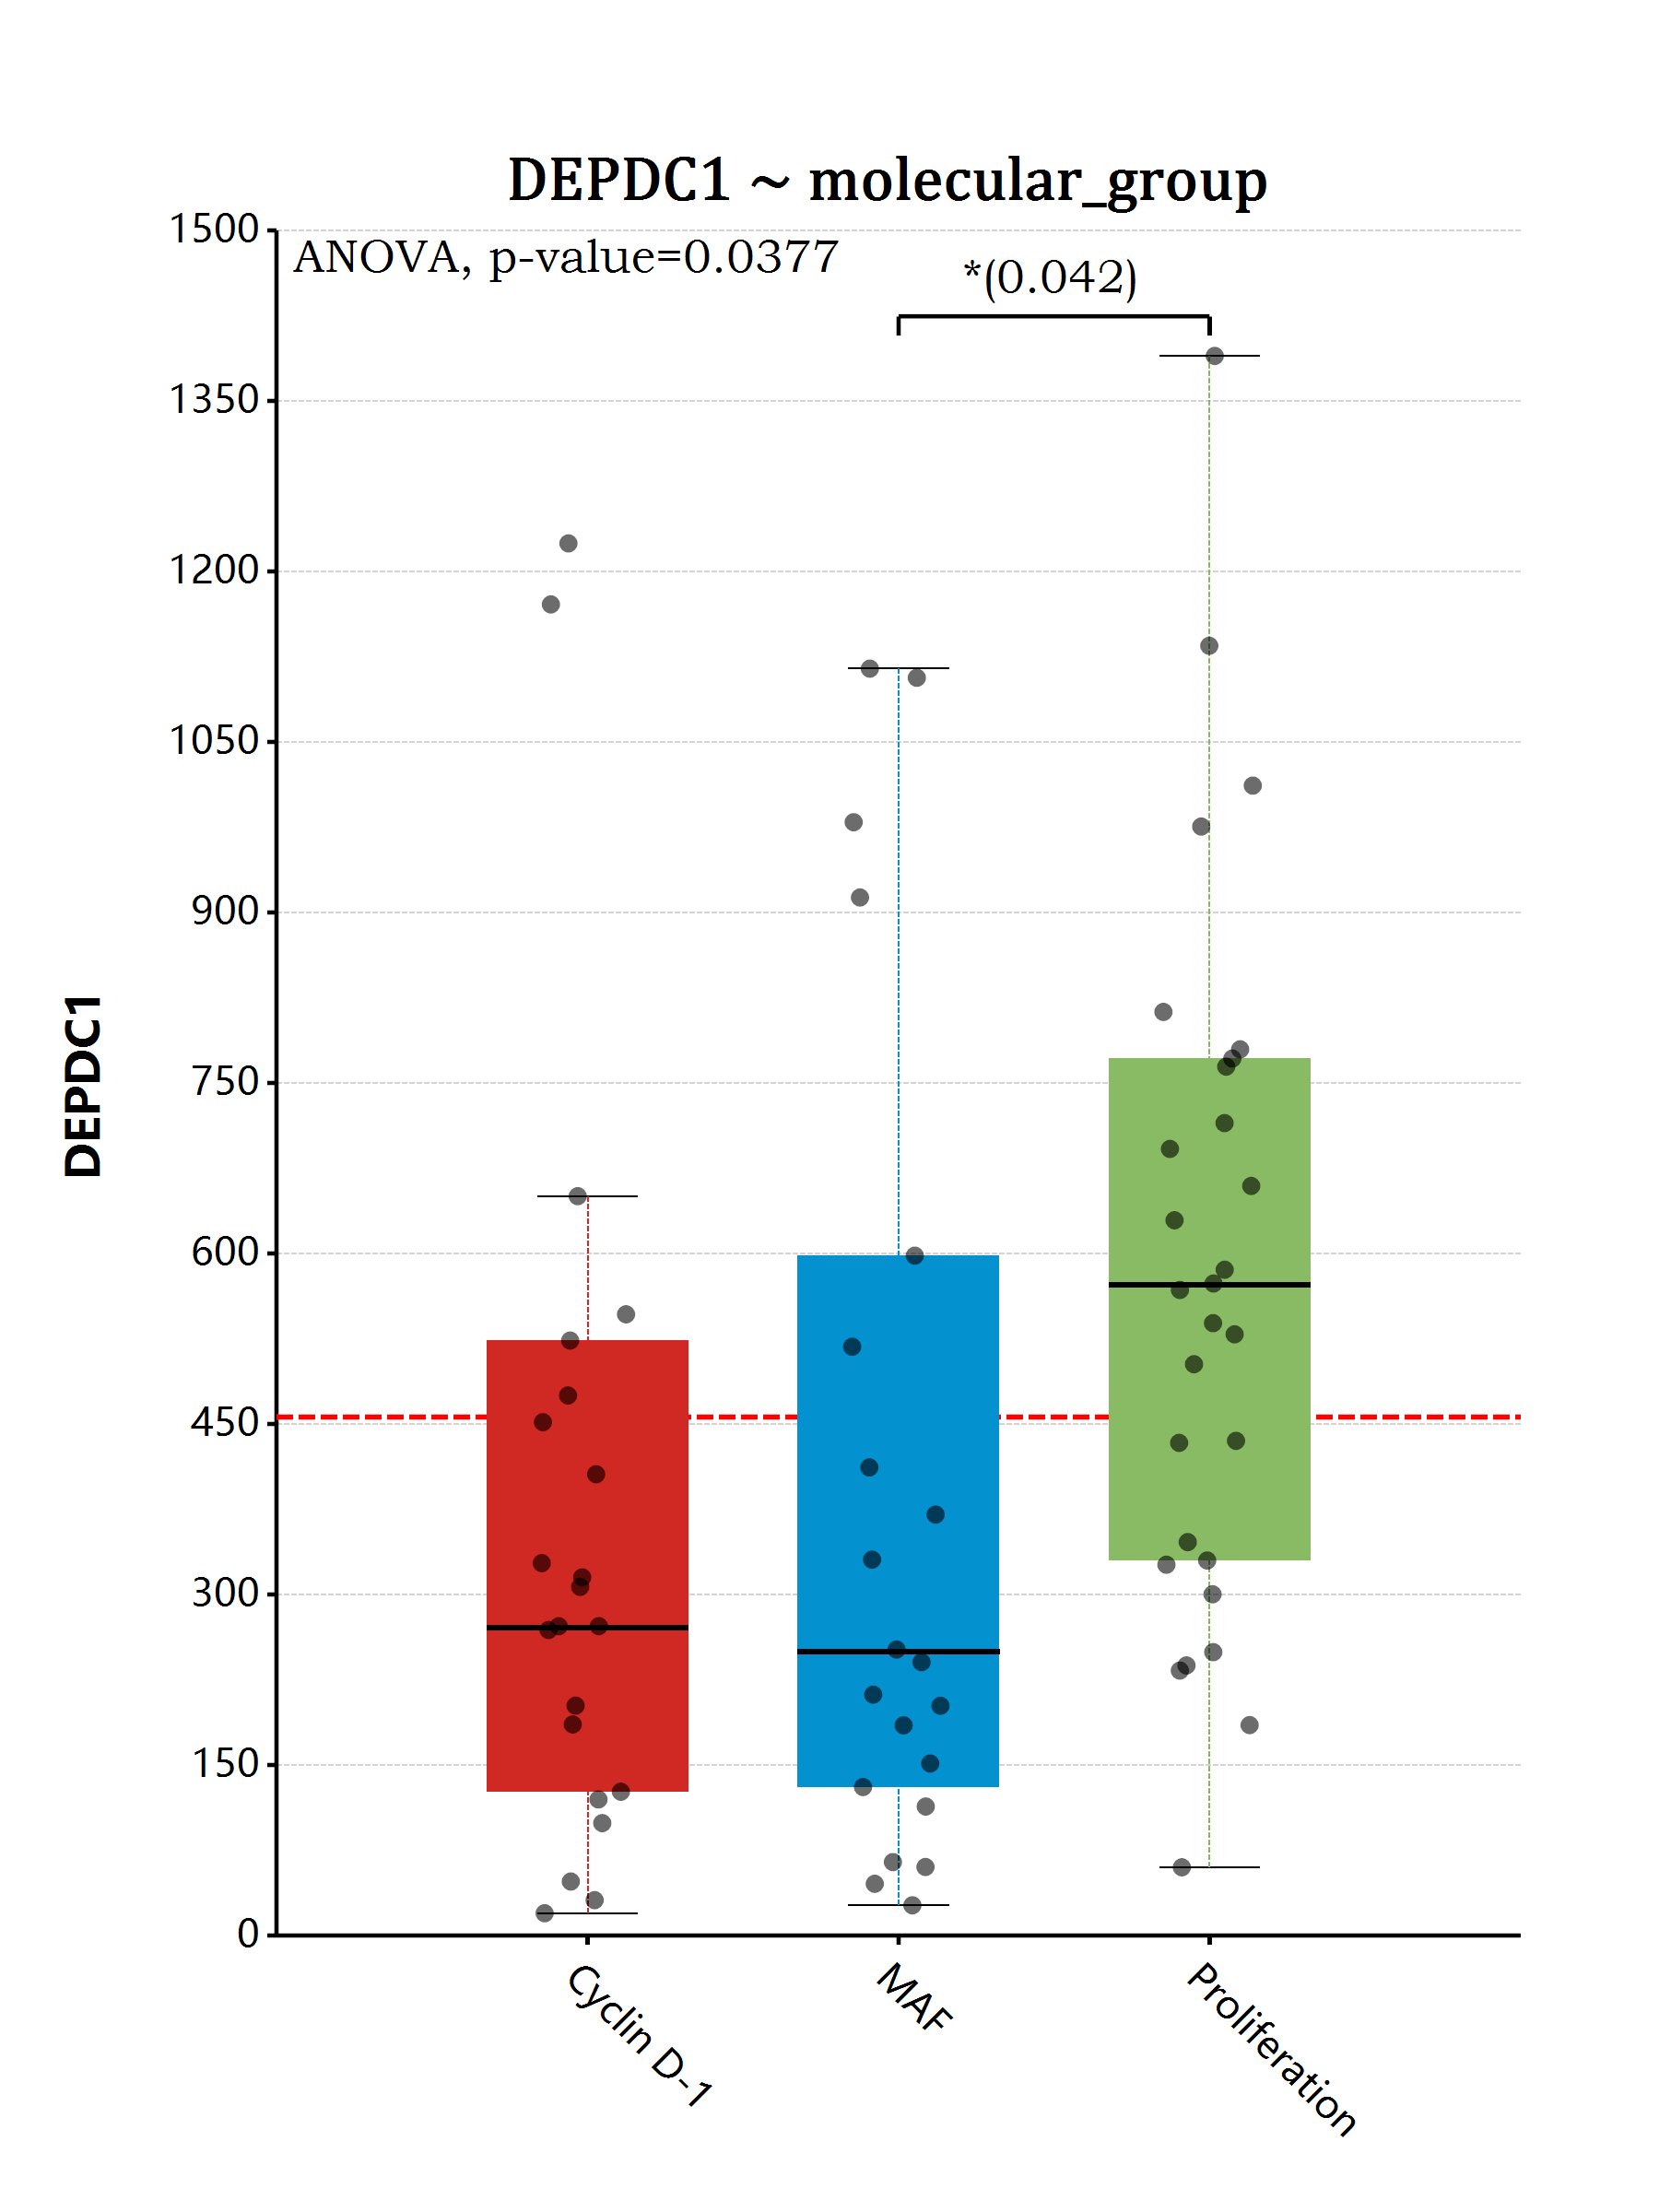 DEPDC1 ~ molecular_group
ANOVA, p-value=0.0377
*(0.042)
1500
1350
1200
1050
900
750
600
450
300
150
0
DEPDC1
Cyclin D-1
MAF
Proliferation